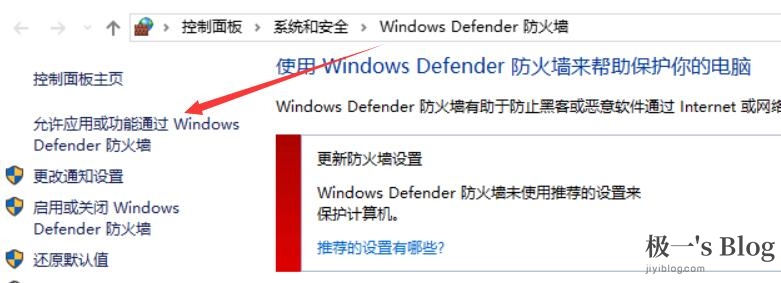 控制面板 > 系统和安全 > Windows Defender 防火墙
控制面板主页
允许应用或功能通过 Windows
Defender 防火墙
更改通知设置
启用或关闭 Windows
Defender 防火墙
还原默认值
使用 Windows Defender 防火墙来帮助保护你的电脑
Windows Defender 防火墙有助于防止黑客或恶意软件通过 Internet 或网络
更新防火墙设置
Windows Defender 防火墙未使用推荐的设置来
保护计算机。
推荐的设置有哪些?
极一's Blog
jiyiblog.com